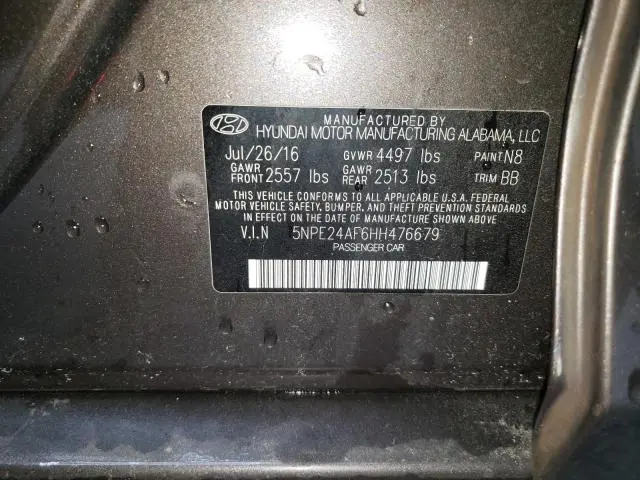 MANUFACTURED BY
HYUNDAI MOTOR MANUFACTURING ALABAMA, LLC
Jul/26/16 GVWR 4497 lbs PAINT N8
GAWR FRONT 2557 lbs GAWR REAR 2513 lbs TRIM BB
THIS VEHICLE CONFORMS TO ALL APPLICABLE U.S.A. FEDERAL
MOTOR VEHICLE SAFETY, BUMPER, AND THEFT PREVENTION STANDARDS
IN EFFECT ON THE DATE OF MANUFACTURE SHOWN ABOVE
V.I.N 5NPE24AF6HH476679
PASSENGER CAR